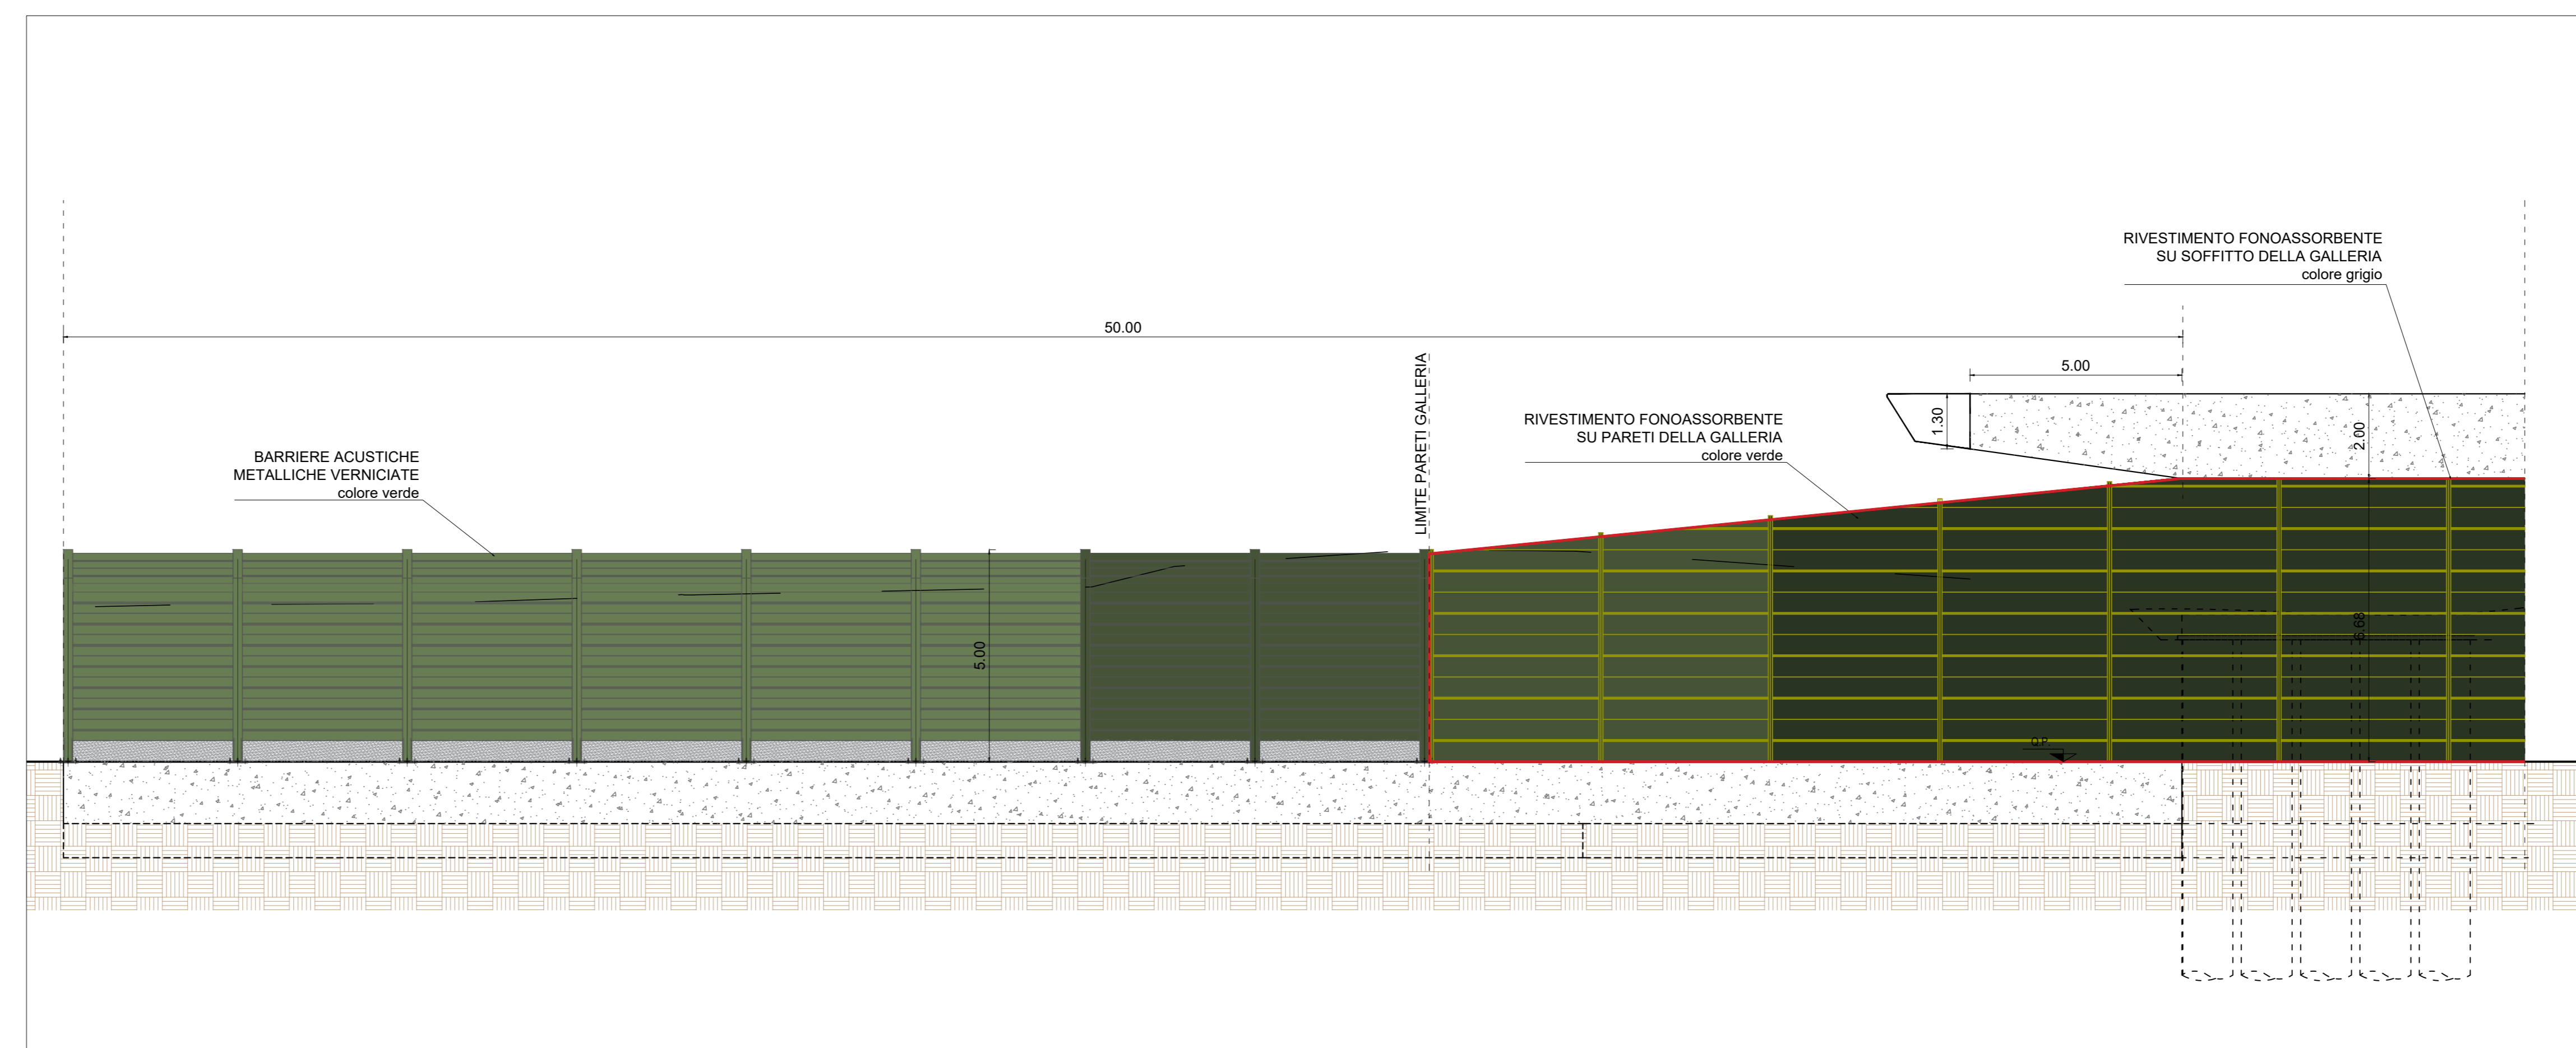 RIVESTIMENTO FONOASSORBENTE
SU SOFFITTO DELLA GALLERIA
colore grigio
50.00
LIMITE PARETI GALLERIA
5.00
1.30
2.00
RIVESTIMENTO FONOASSORBENTE
SU PARETI DELLA GALLERIA
colore verde
BARRIERE ACUSTICHE
METALLICHE VERNICIATE
colore verde
5.00
6.68
Q.P.